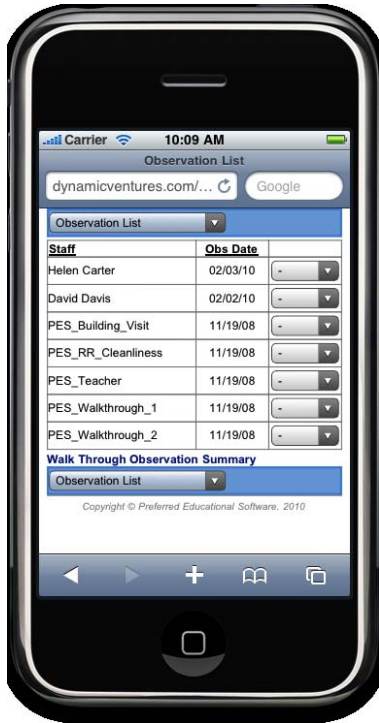 Carrier 10:09 AM
Observation List
dynamicventures.com/... Google
Observation List
Staff Obs Date
Helen Carter 02/03/10 -
David Davis 02/02/10 -
PES_Building_Visit 11/19/08 -
PES_RR_Cleanliness 11/19/08 -
PES_Teacher 11/19/08 -
PES_Walkthrough_1 11/19/08 -
PES_Walkthrough_2 11/19/08 -
Walk Through Observation Summary
Observation List
Copyright © Preferred Educational Software. 2010